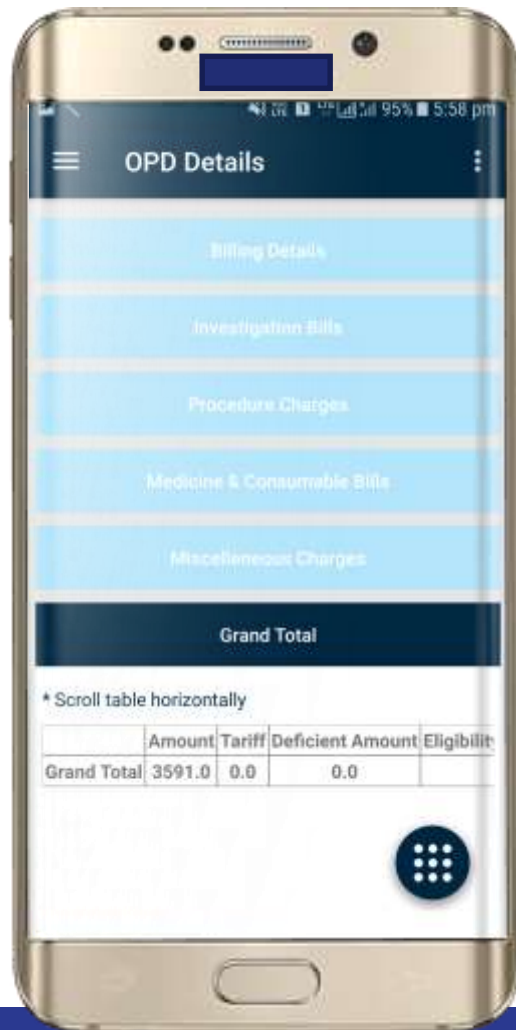 95% 5:58 pm
OPD Details
Billing Details
Investigation Bills
Procedure Charges
Medicine & Consumable Bills
Miscellaneous Charges
Grand Total
* Scroll table horizontally
Amount Tariff Deficient Amount Eligibility
Grand Total 3591.0 0.0 0.0